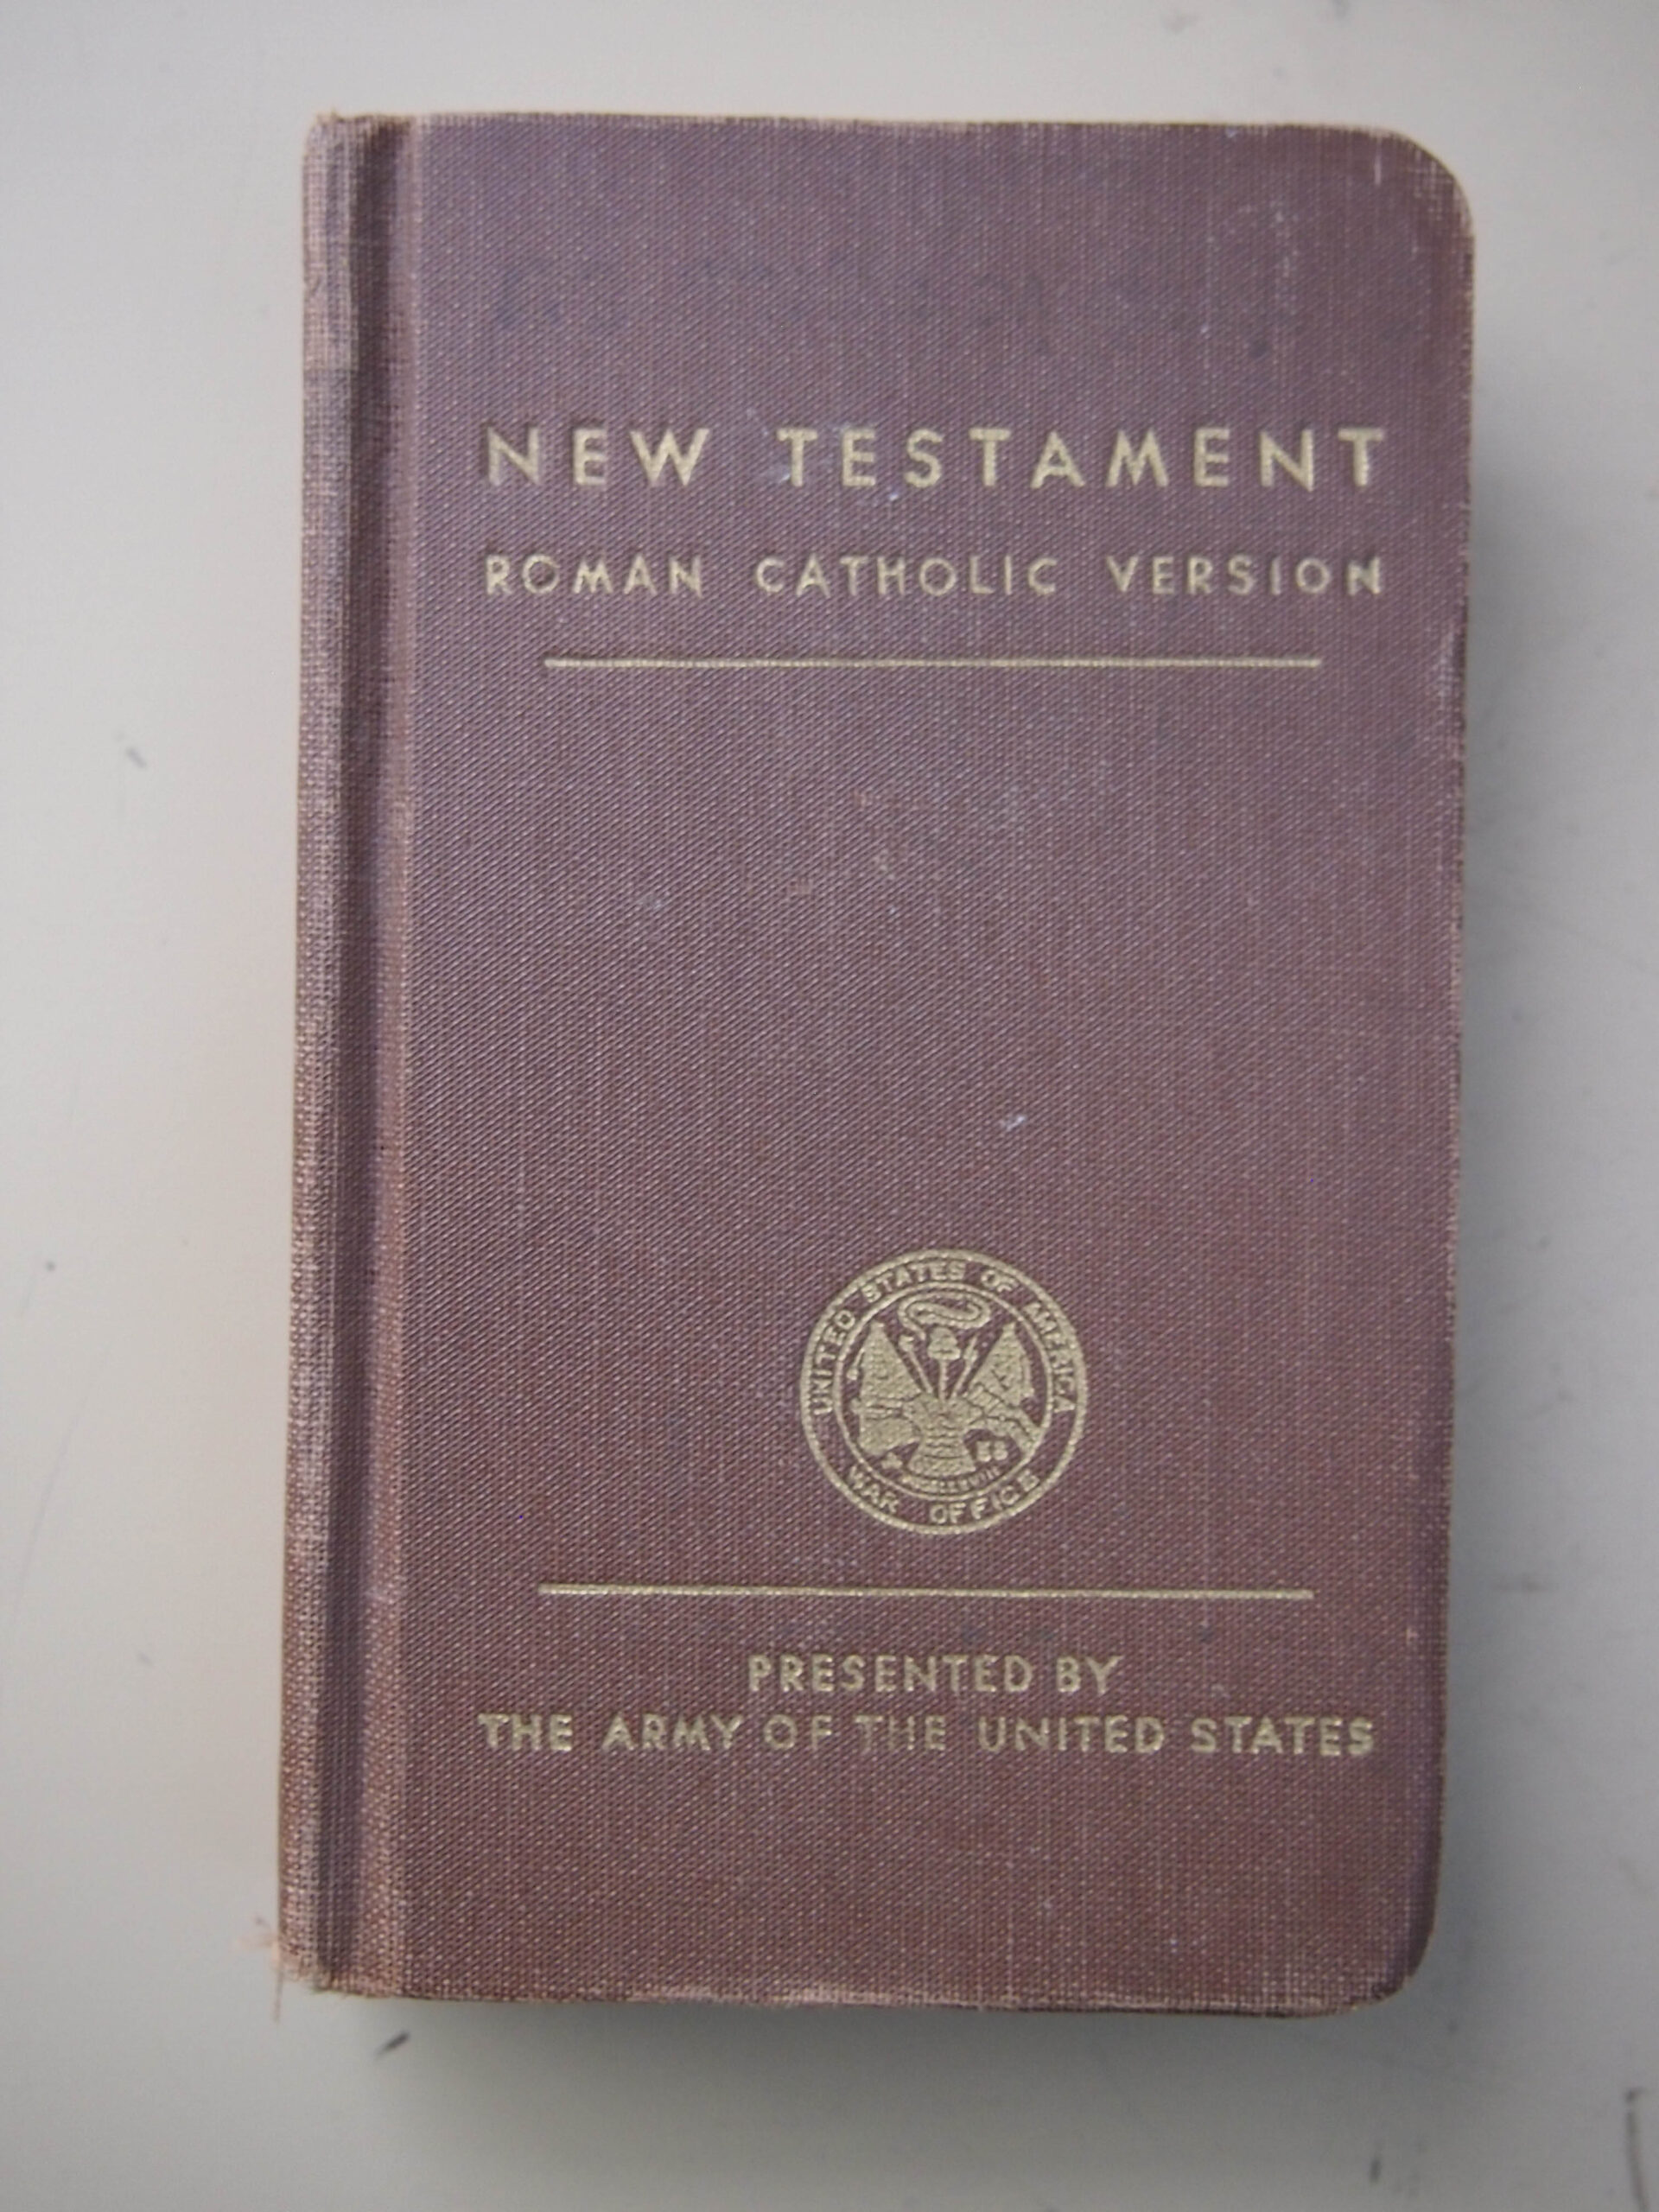 NEW TESTAMENT
ROMAN CATHOLIC VERSION
UNITED STATES OF AMERICA
WAR OFFICE
PRESENTED BY
THE ARMY OF THE UNITED STATES